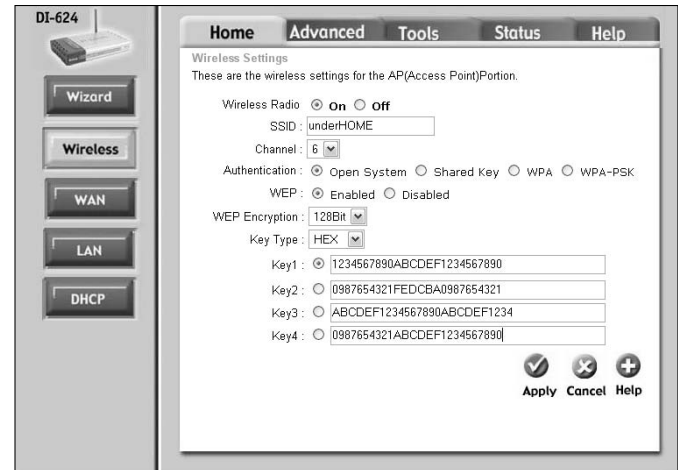 DI-624
Home Advanced Tools Status Help
Wizard
Wireless
WAN
LAN
DHCP
Wireless Settings
These are the wireless settings for the AP(Access Point)Portion.
Wireless Radio On Off
SSID : underHOME
Channel : 6
Authentication : Open System Shared Key WPA WPA-PSK
WEP : Enabled Disabled
WEP Encryption : 128Bit
Key Type : HEX
Key1 : 1234567890ABCDEF1234567890
Key2 : 0987654321FEDCBA0987654321
Key3 : ABCDEF1234567890ABCDEF1234
Key4 : 0987654321ABCDEF1234567890
Apply Cancel Help